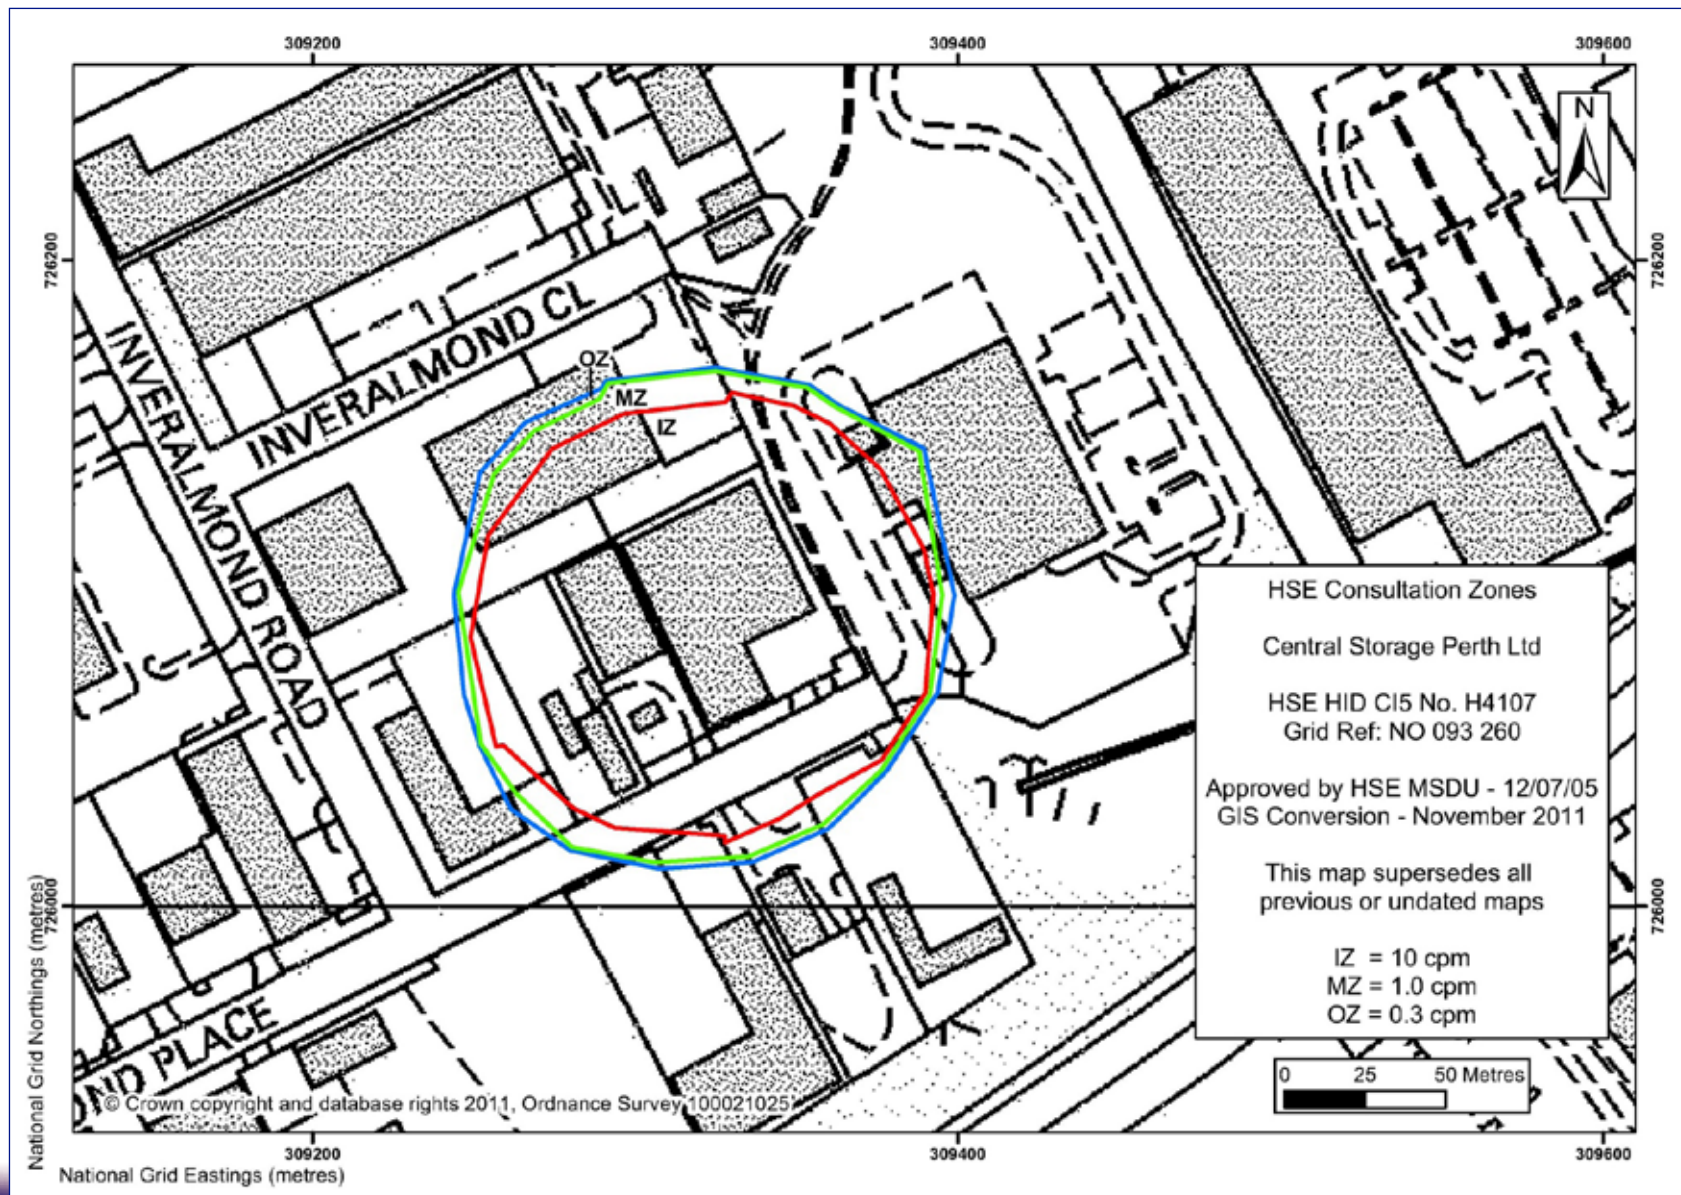 309200
309400
309600
N
726200
726200
INVERALMOND CL
INVERALMOND ROAD
OZ
MZ
IZ
HSE Consultation Zones
Central Storage Perth Ltd
HSE HID CI5 No. H4107
Grid Ref: NO 093 260
Approved by HSE MSDU - 12/07/05
GIS Conversion - November 2011
This map supersedes all
previous or undated maps
IZ = 10 cpm
MZ = 1.0 cpm
OZ = 0.3 cpm
726000
726000
0 25 50 Metres
OND PLACE
© Crown copyright and database rights 2011, Ordnance Survey 100021025
National Grid Northings (metres)
309200
309400
309600
National Grid Eastings (metres)